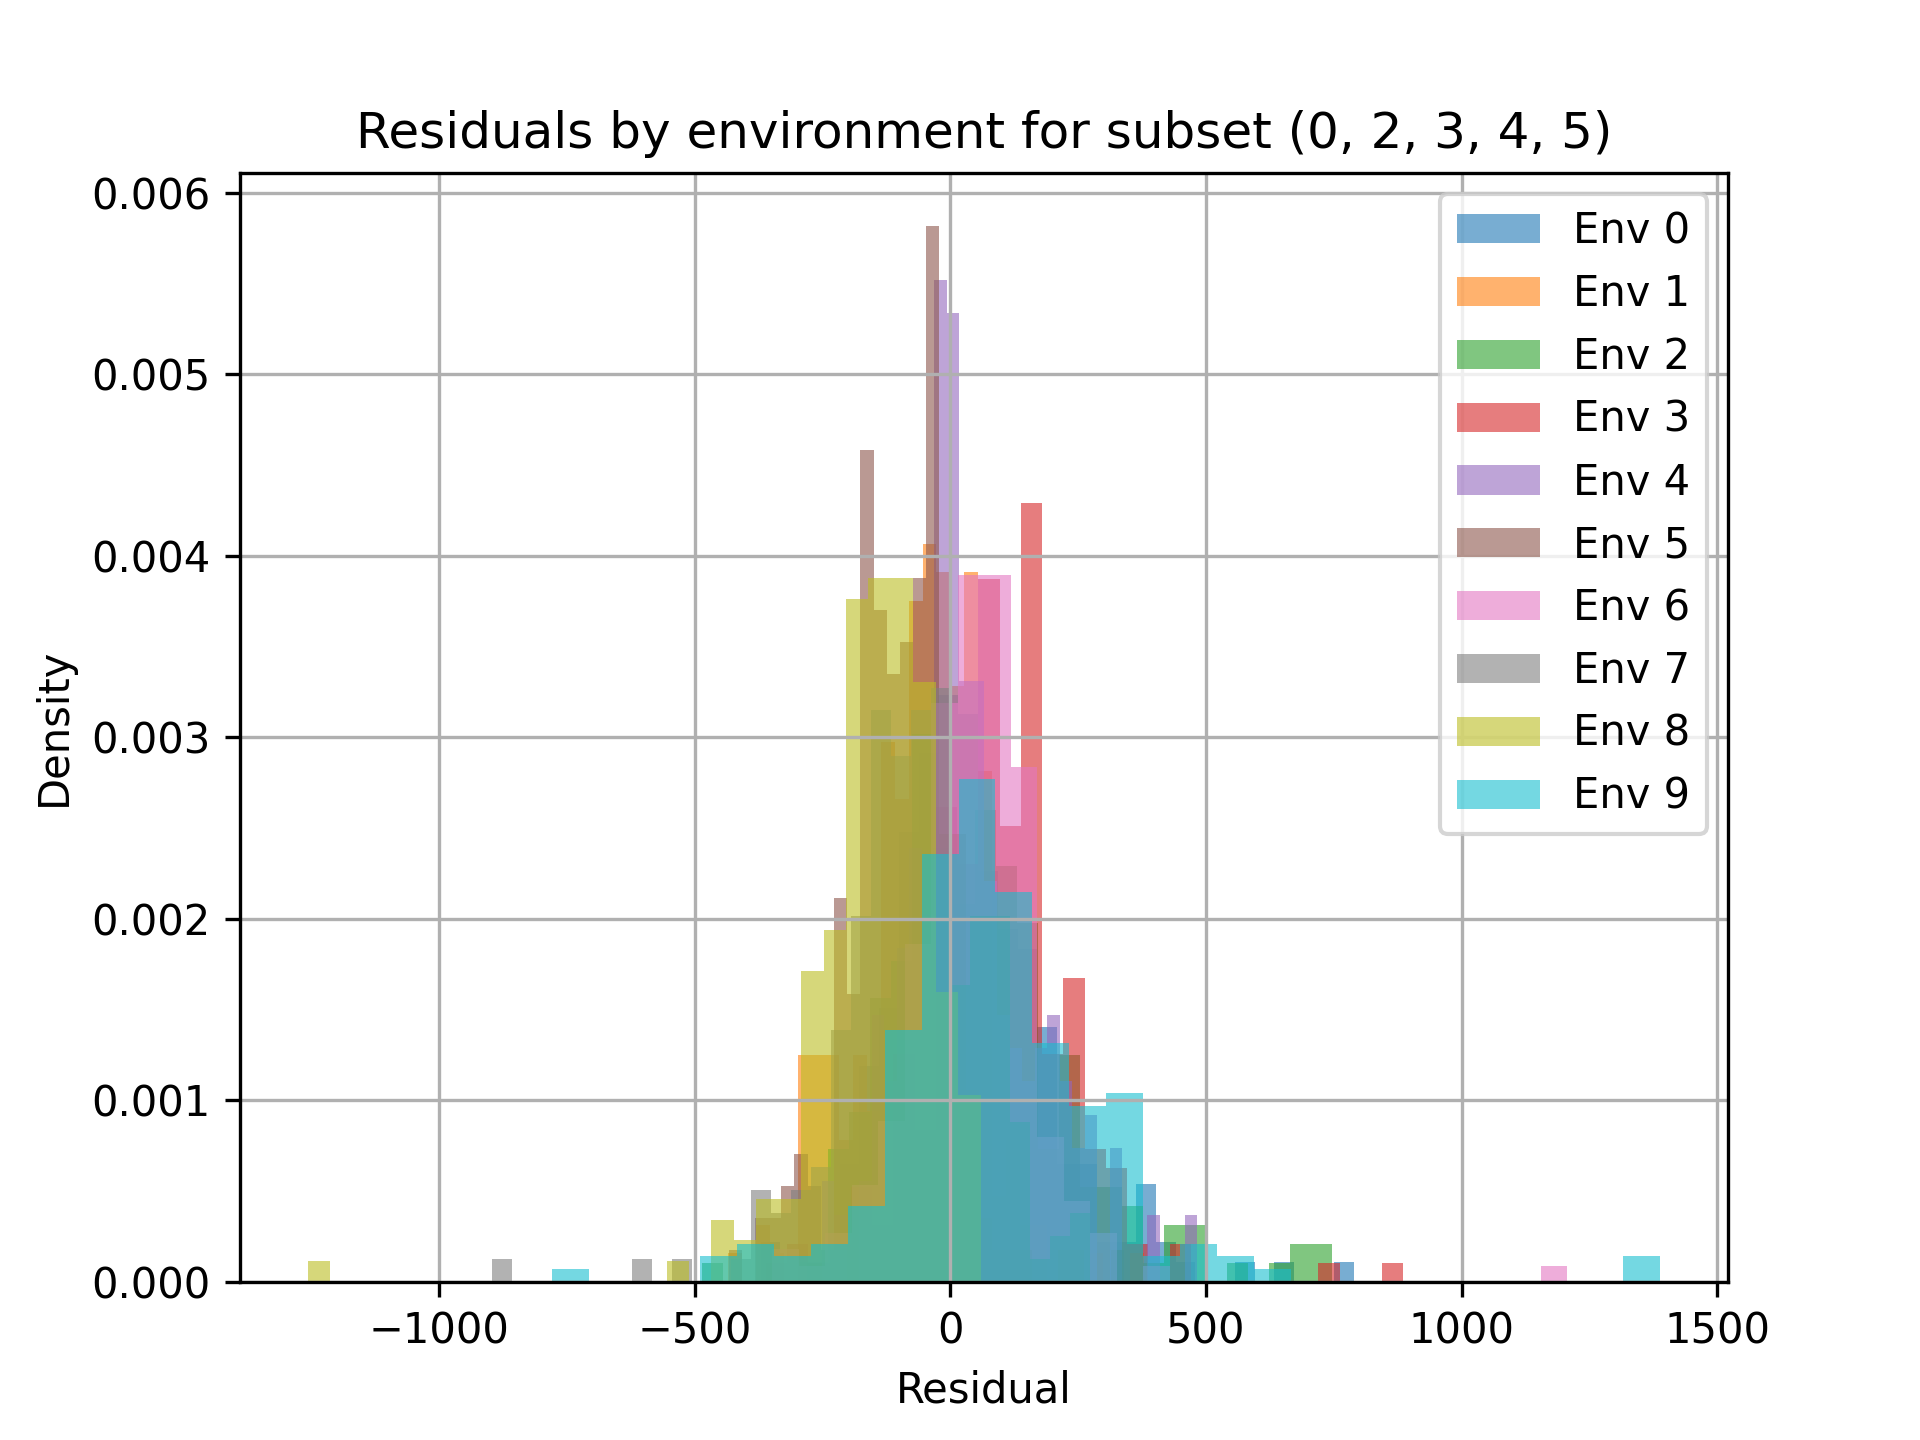 Residuals by environment for subset (0, 2, 3, 4, 5)
0.006
0.005
0.004
0.003
0.002
0.001
0.000
Density
Env 0
Env 1
Env 2
Env 3
Env 4
Env 5
Env 6
Env 7
Env 8
Env 9
−1000
−500
0
500
1000
1500
Residual